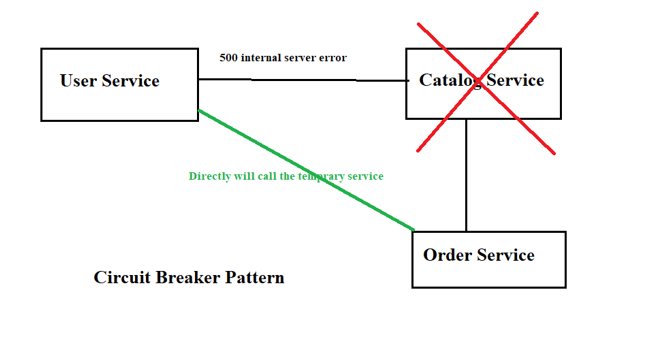 500 internal server error
User Service
Catalog Service
Directly will call the temprary service
Order Service
Circuit Breaker Pattern